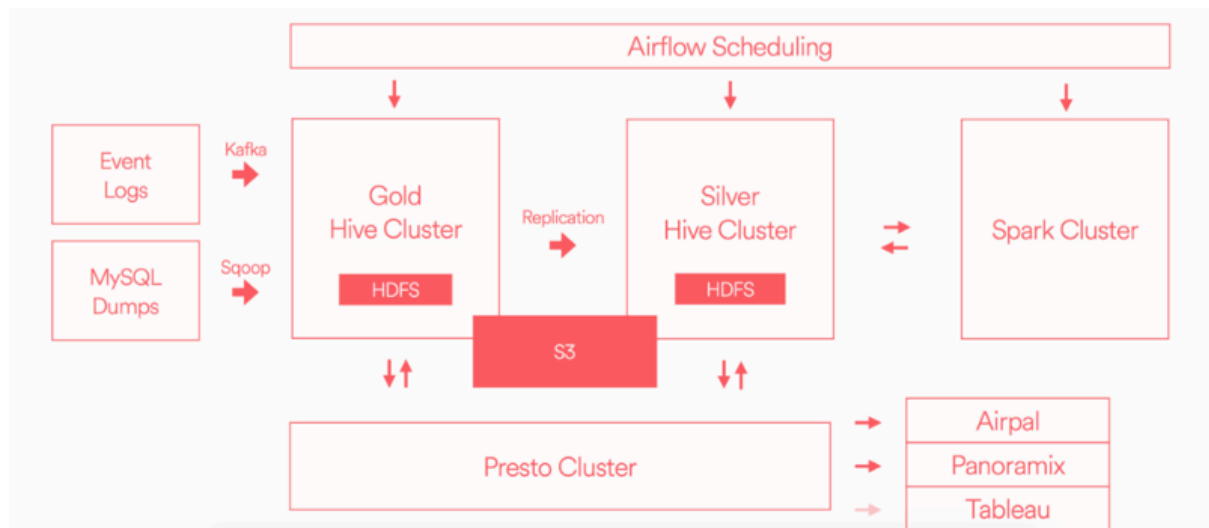 Airflow Scheduling
Event
Logs
Kafka
MySQL
Dumps
Sqoop
Gold
Hive Cluster
HDFS
Replication
Silver
Hive Cluster
HDFS
S3
Spark Cluster
Presto Cluster
Airpal
Panoramix
Tableau